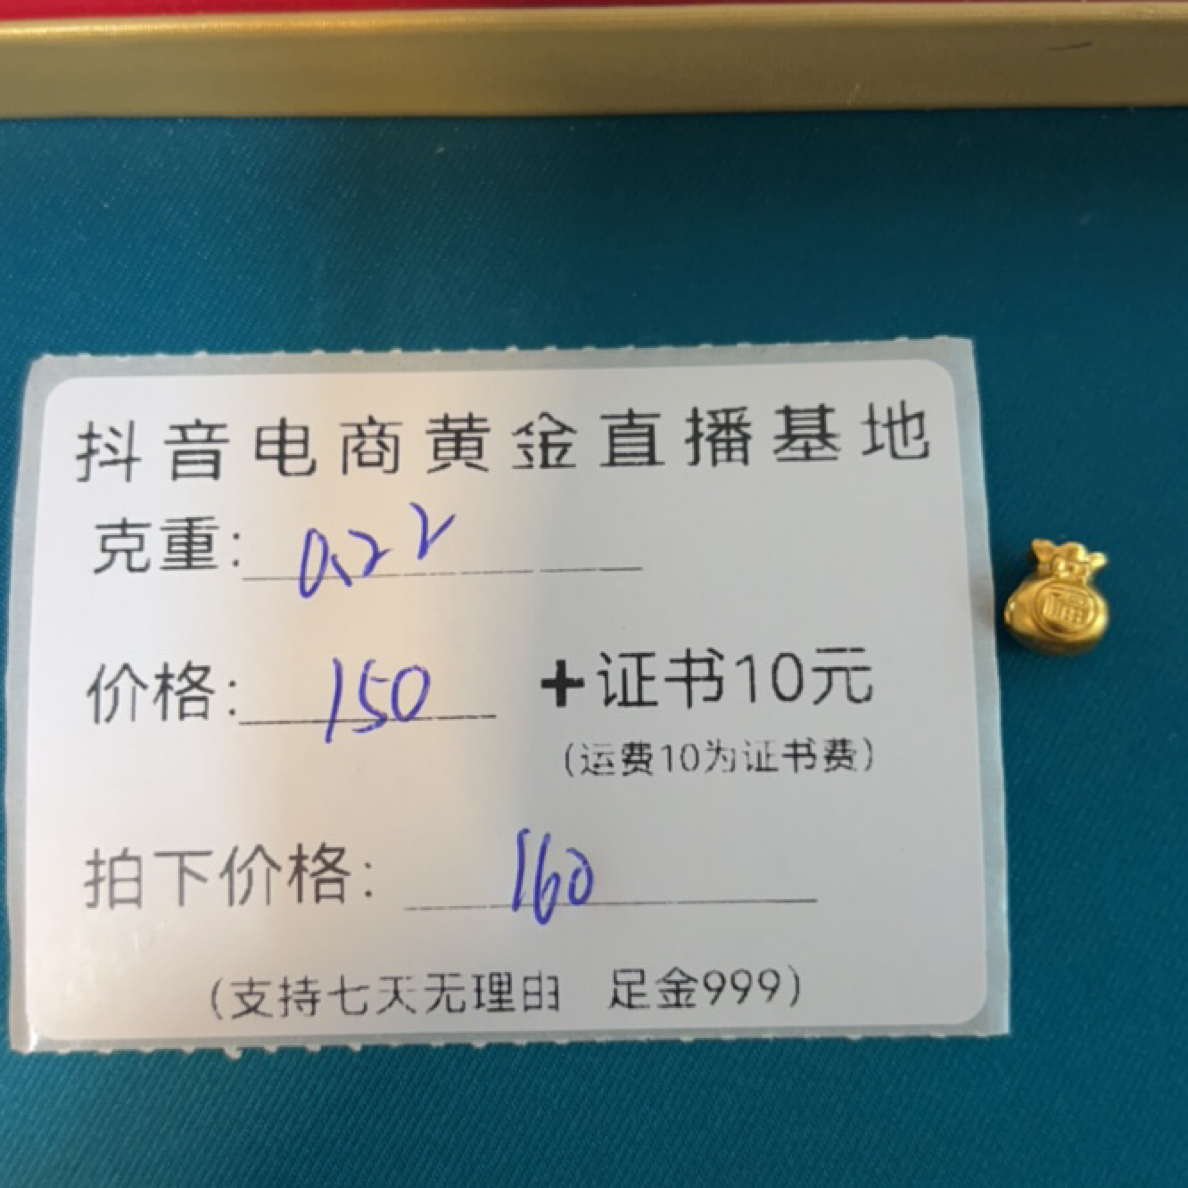 抖音电商黄金直播基地
克重: 0.22
价格: 150 +证书10元
(运费10为证书费)
拍下价格: 160
(支持七天无理由 足金999)
福